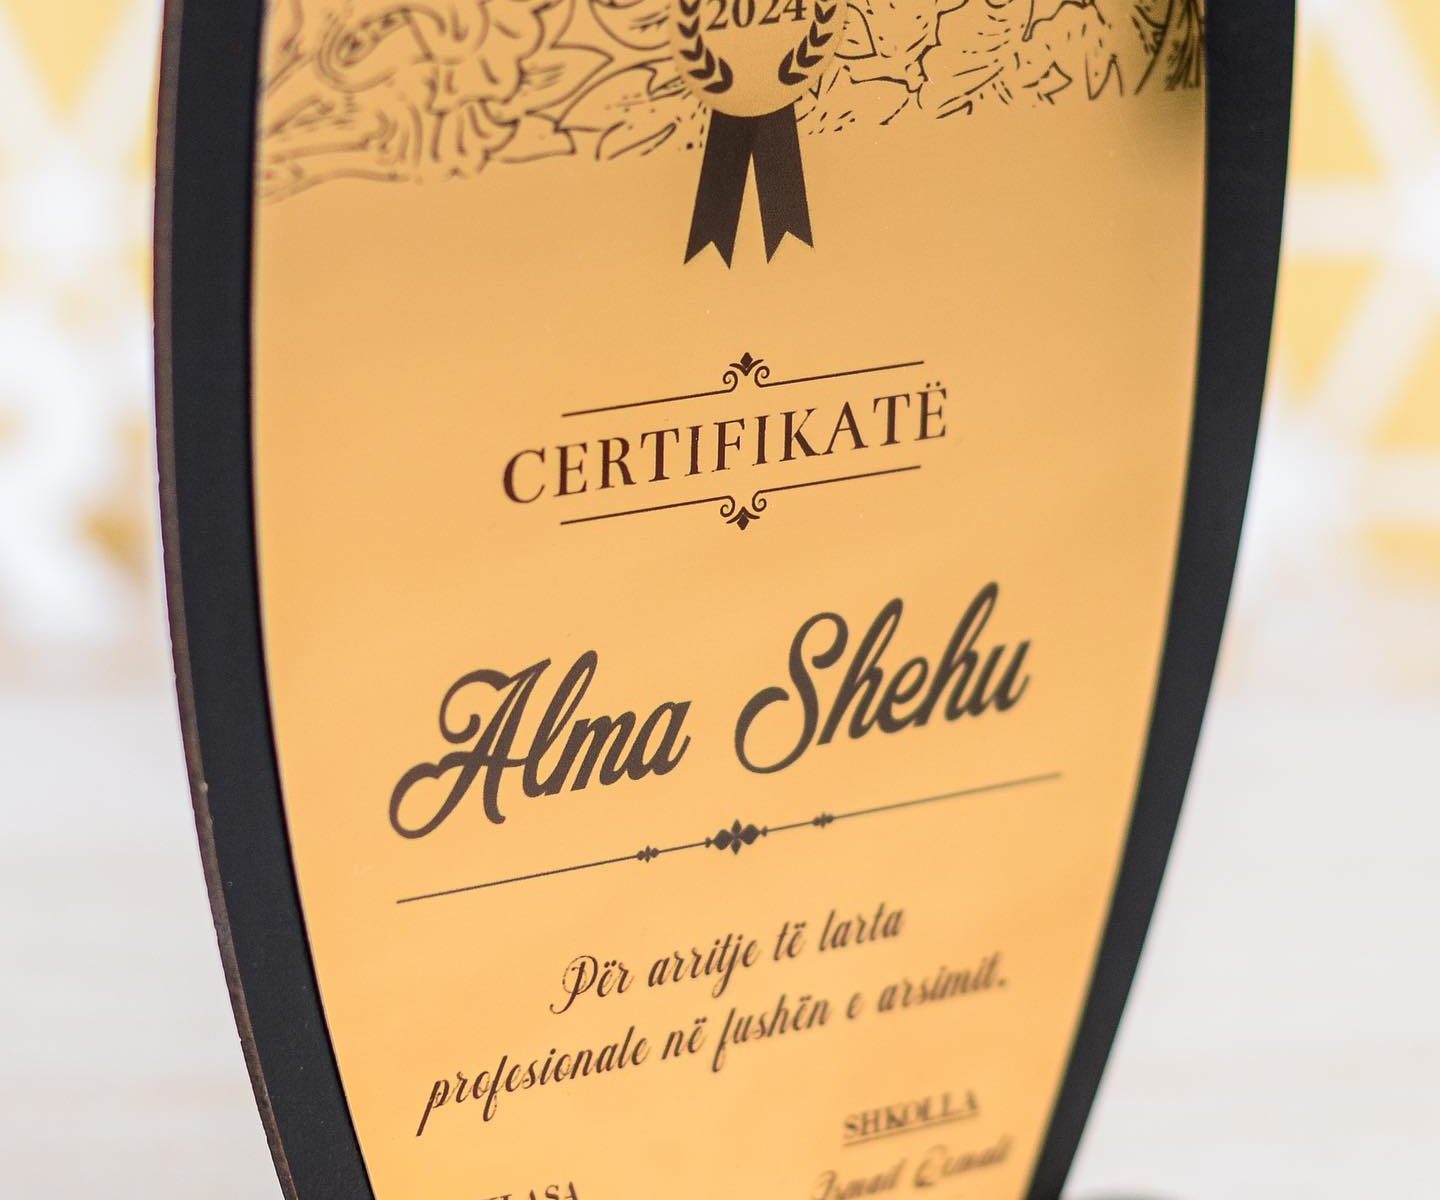 2024
CERTIFIKATË
Alma Shehu
Për arritje të larta
profesionale në fushën e arsimit.
SHKOLLA